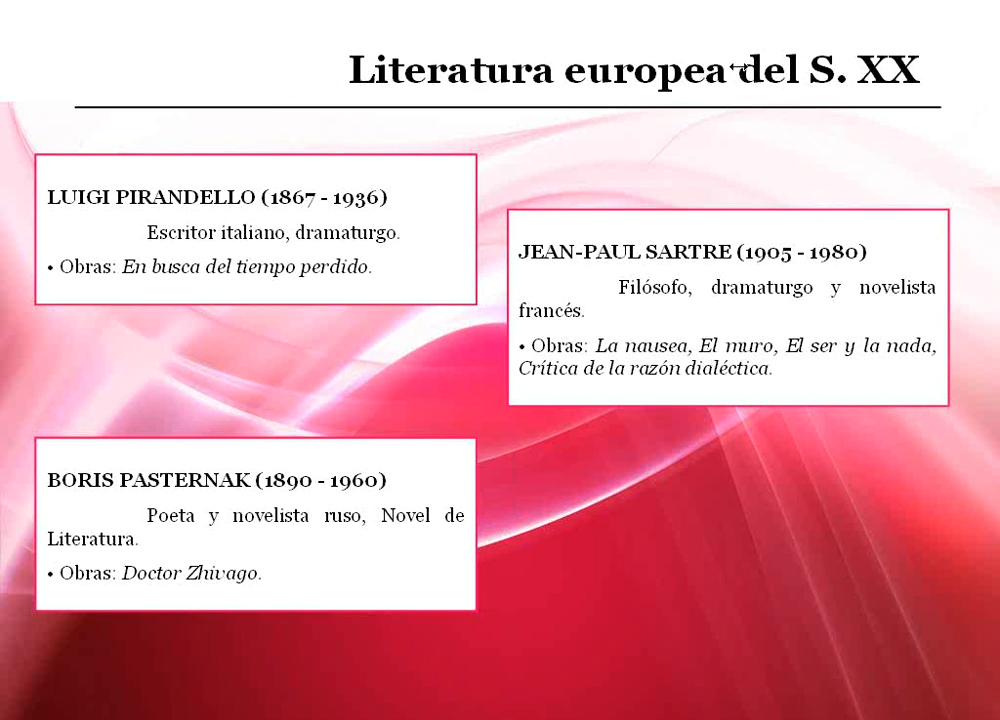 Literatura europea del S. XX
LUIGI PIRANDELLO (1867 - 1936)
Escritor italiano, dramaturgo.
• Obras: En busca del tiempo perdido.
JEAN-PAUL SARTRE (1905 - 1980)
Filósofo, dramaturgo y novelista
francés.
• Obras: La nausea, El muro, El ser y la nada,
Crítica de la razón dialéctica.
BORIS PASTERNAK (1890 - 1960)
Poeta y novelista ruso, Novel de
Literatura.
• Obras: Doctor Zhivago.